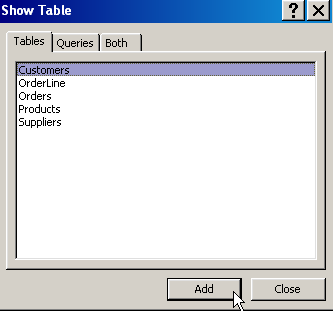 Show Table
Tables Queries Both
Customers
OrderLine
Orders
Products
Suppliers
Add Close